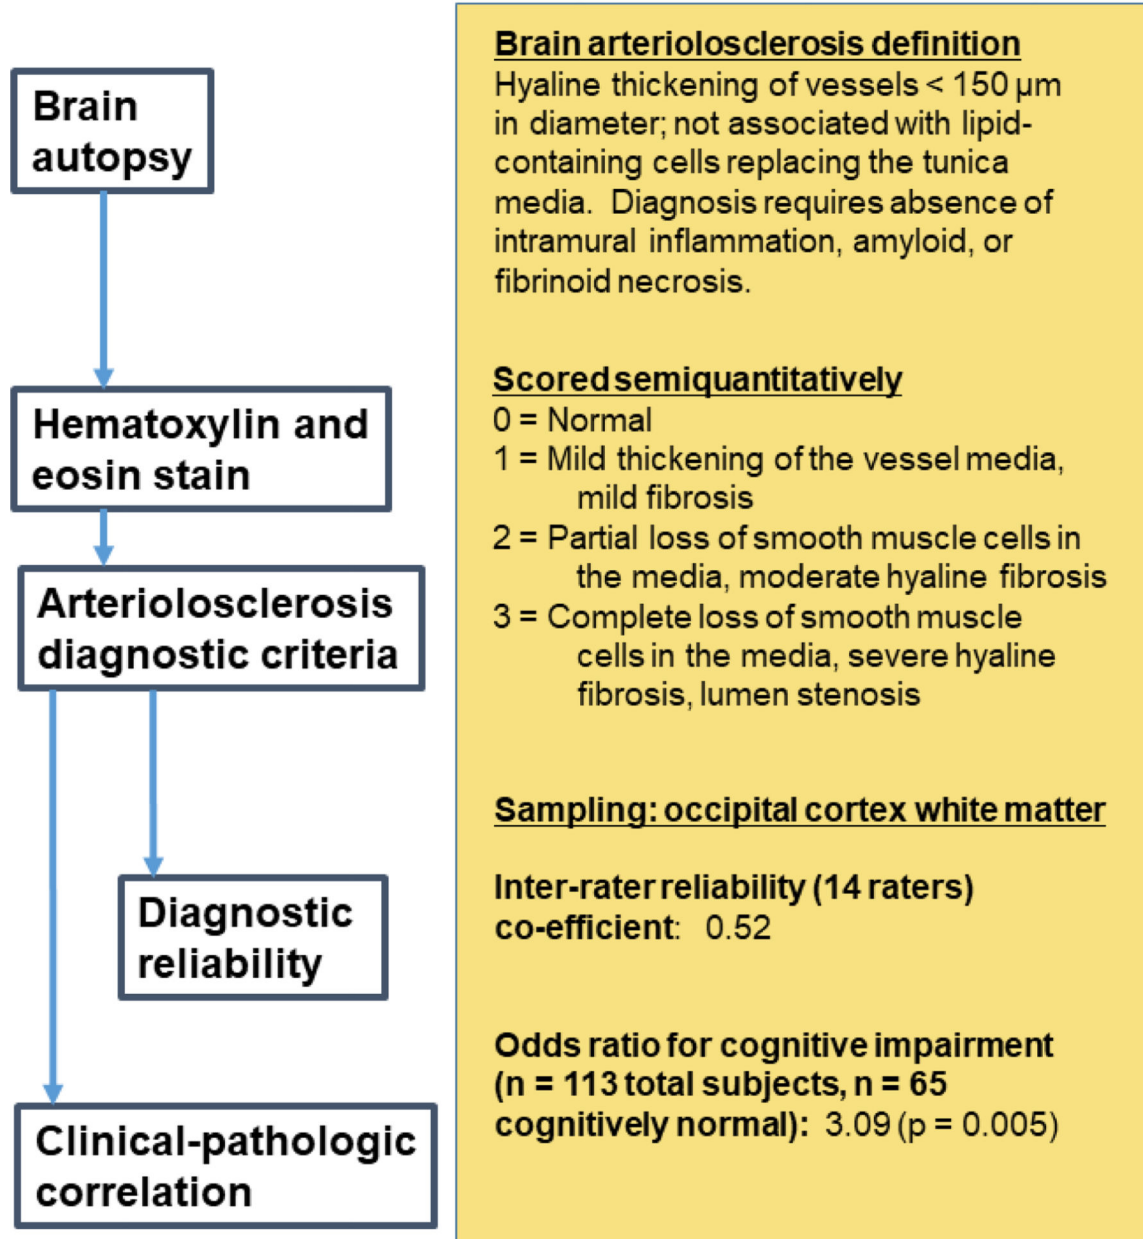 Brain
autopsy
Hematoxylin and
eosin stain
Arteriolosclerosis
diagnostic criteria
Diagnostic
reliability
Clinical-pathologic
correlation
Brain arteriolosclerosis definition
Hyaline thickening of vessels < 150 µm
in diameter; not associated with lipid-
containing cells replacing the tunica
media. Diagnosis requires absence of
intramural inflammation, amyloid, or
fibrinoid necrosis.
Scored semiquantitatively
0 = Normal
1 = Mild thickening of the vessel media,
mild fibrosis
2 = Partial loss of smooth muscle cells in
the media, moderate hyaline fibrosis
3 = Complete loss of smooth muscle
cells in the media, severe hyaline
fibrosis, lumen stenosis
Sampling: occipital cortex white matter
Inter-rater reliability (14 raters)
co-efficient: 0.52
Odds ratio for cognitive impairment
(n = 113 total subjects, n = 65
cognitively normal): 3.09 (p = 0.005)